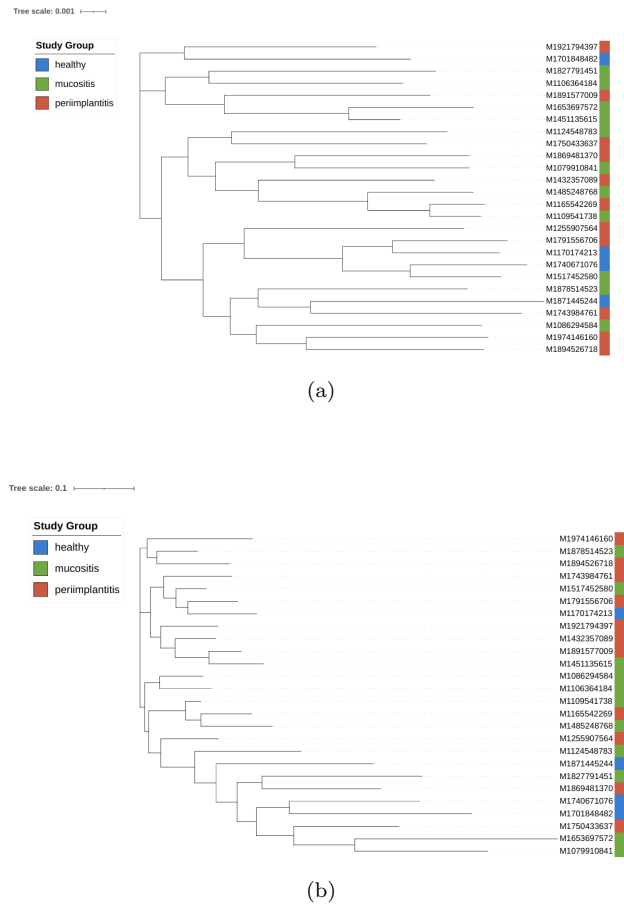 Tree scale: 0.001
Study Group
healthy
mucositis
periimplantitis
M1921794397
M1701848482
M1827791451
M1106364184
M1891577009
M1653697572
M1451135615
M1124548783
M1750433637
M1869481370
M1079910841
M1432357089
M1485248768
M1165542269
M1109541738
M1255907564
M1791556706
M1170174213
M1740671076
M1517452580
M1878514523
M1871445244
M1743984761
M1086294584
M1974146160
M1894526718
(a)
Tree scale: 0.1
Study Group
healthy
mucositis
periimplantitis
M1974146160
M1878514523
M1894526718
M1743984761
M1517452580
M1791556706
M1170174213
M1921794397
M1432357089
M1891577009
M1451135615
M1086294584
M1106364184
M1109541738
M1165542269
M1485248768
M1255907564
M1124548783
M1871445244
M1827791451
M1869481370
M1740671076
M1701848482
M1750433637
M1653697572
M1079910841
(b)